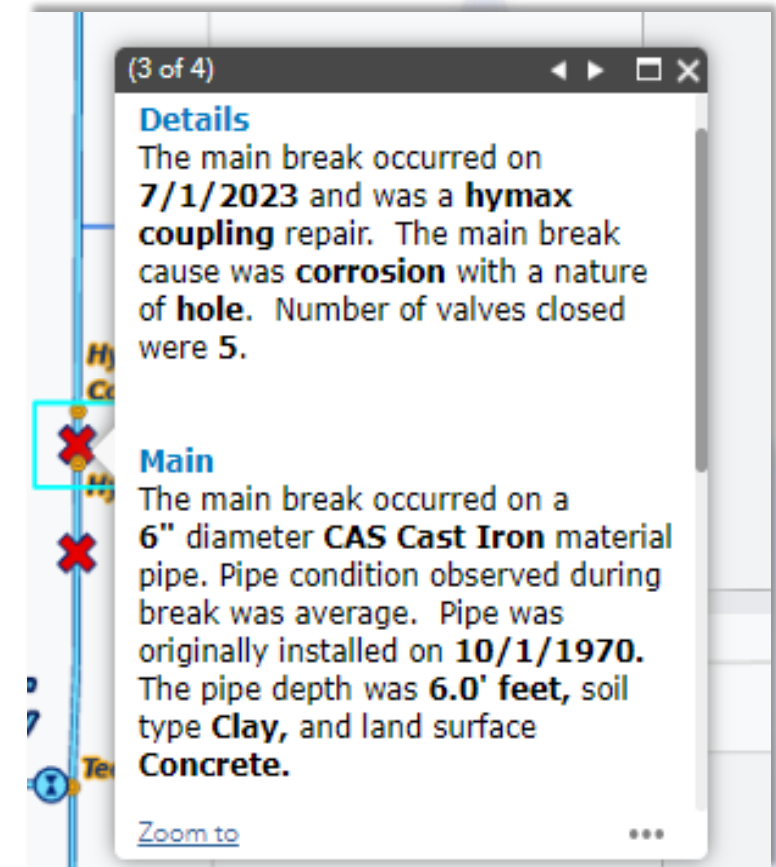 (3 of 4)
Details
The main break occurred on
7/1/2023 and was a hymax
coupling repair.  The main break
cause was corrosion with a nature
of hole.  Number of valves closed
were 5.
Main
The main break occurred on a
6" diameter CAS Cast Iron material
pipe. Pipe condition observed during
break was average.  Pipe was
originally installed on 10/1/1970.
The pipe depth was 6.0' feet, soil
type Clay, and land surface
Concrete.
Zoom to
Hy
Co
Hy
Tee